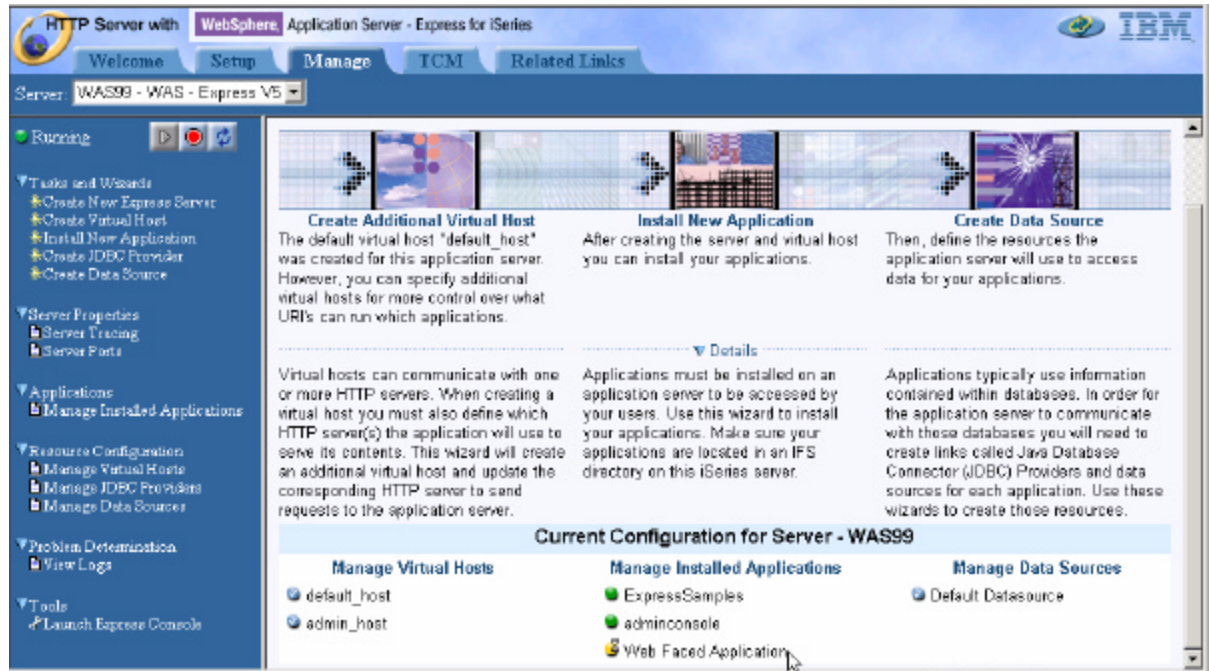 HTTP Server with WebSphere, Application Server - Express for iSeries
IBM
Welcome Setup Manage TCM Related Links
Server: WAS99 - WAS - Express V5
Running
Tasks and Wizards
Create New Express Server
Create Virtual Host
Install New Application
Create JDBC Provider
Create Data Source
Server Properties
Server Tracing
Server Ports
Applications
Manage Installed Applications
Resource Configuration
Manage Virtual Hosts
Manage JDBC Providers
Manage Data Sources
Problem Determination
View Logs
Tools
Launch Express Console
Create Additional Virtual Host
The default virtual host "default_host"
was created for this application server.
However, you can specify additional
virtual hosts for more control over what
URI's can run which applications.
Install New Application
After creating the server and virtual host
you can install your applications.
Create Data Source
Then, define the resources the
application server will use to access
data for your applications.
Details
Virtual hosts can communicate with one
or more HTTP servers. When creating a
virtual host you must also define which
HTTP server(s) the application will use to
serve its contents. This wizard will create
an additional virtual host and update the
corresponding HTTP server to send
requests to the application server.
Applications must be installed on an
application server to be accessed by
your users. Use this wizard to install
your applications. Make sure your
applications are located in an IFS
directory on this iSeries server.
Applications typically use information
contained within databases. In order for
the application server to communicate
with those databases you will need to
create links called Java Database
Connector (JDBC) Providers and data
sources for each application. Use these
wizards to create those resources.
Current Configuration for Server - WAS99
Manage Virtual Hosts
default_host
admin_host
Manage Installed Applications
ExpressSamples
adminconsole
Web Faced Application
Manage Data Sources
Default Datasource